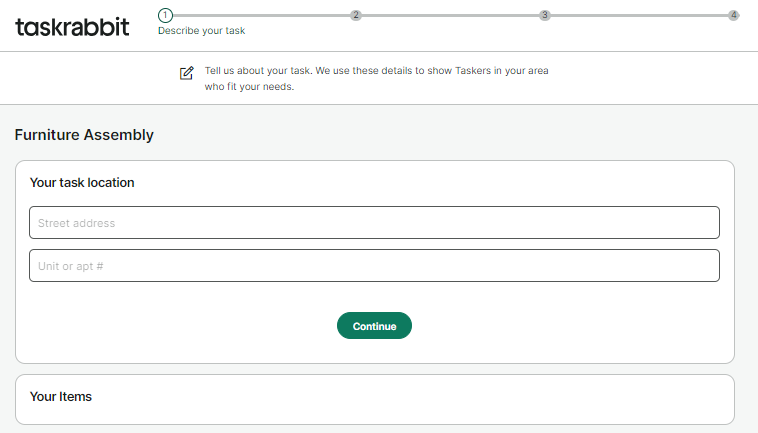 taskrabbit
1
2
3
4
Describe your task
Tell us about your task. We use these details to show Taskers in your area
who fit your needs.
Furniture Assembly
Your task location
Street address
Unit or apt #
Continue
Your Items